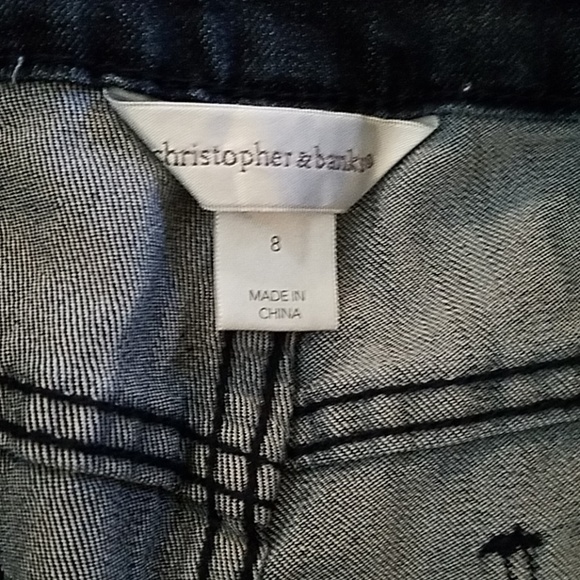 christopher & banks®
8
MADE IN
CHINA